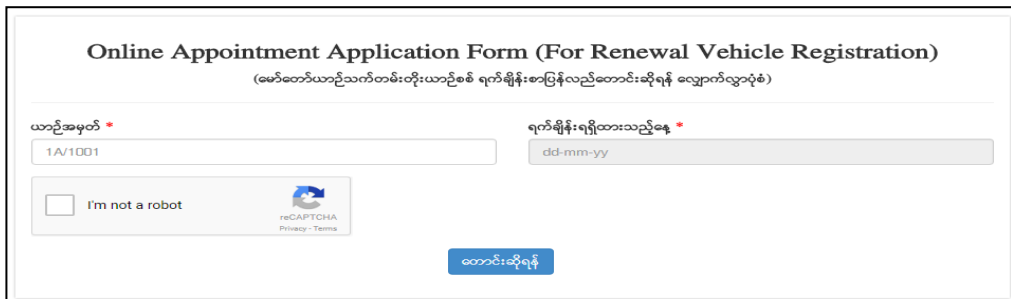 Online Appointment Application Form (For Renewal Vehicle Registration)
(မော်တော်ယာဉ်သက်တမ်းတိုးယာဉ်စစ် ရက်ချိန်းစာပြန်လည်တောင်းဆိုရန် လျှောက်လွှာပုံစံ)
ယာဉ်အမှတ် *
ရက်ချိန်းရရှိထားသည့်နေ့ *
1A/1001
dd-mm-yy
I'm not a robot
reCAPTCHA
Privacy - Terms
တောင်းဆိုရန်